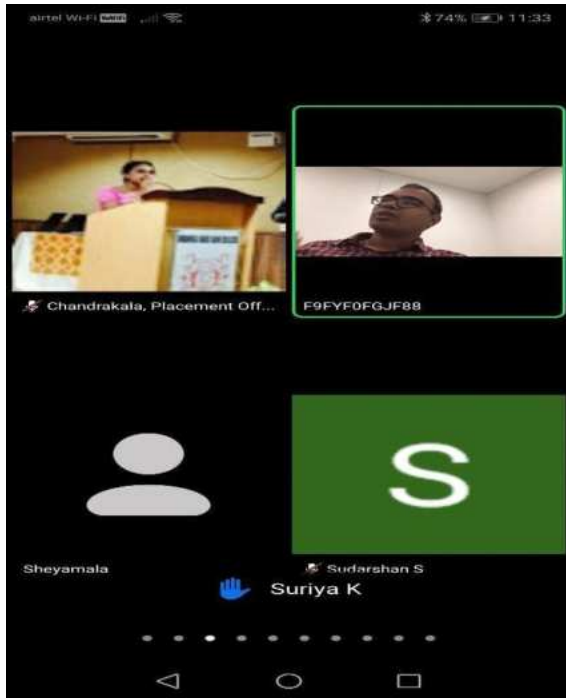 airtel Wi-Fi
74% 11:33
Chandrakala, Placement Off...
F9FYF0FGJF88
S
Sheyamala
Sudarshan S
Suriya K